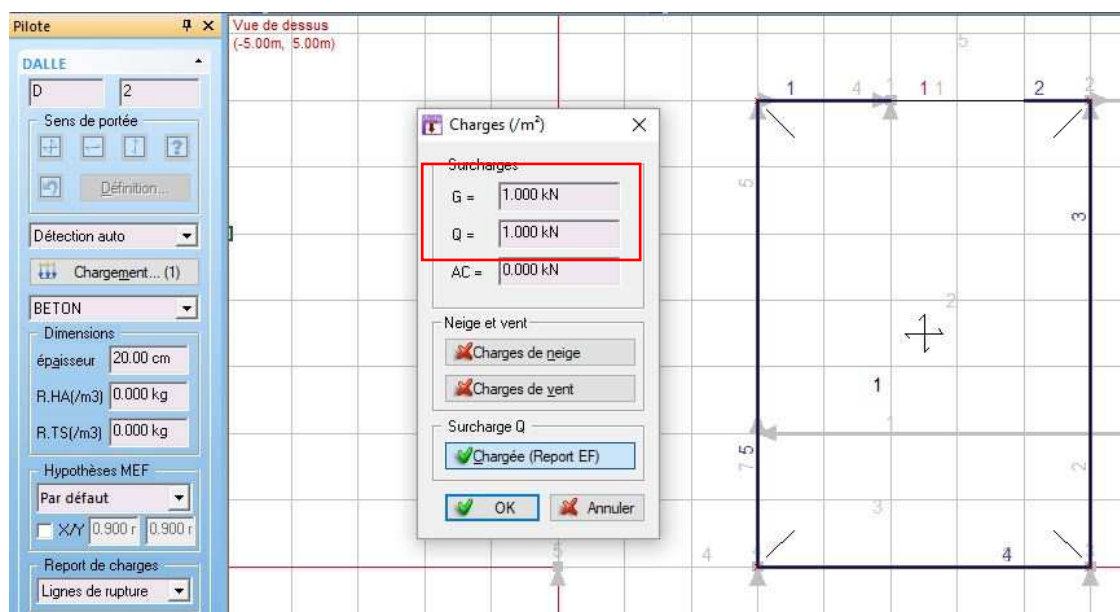 Pilote
DALLE
D 2
Sens de portée
?
Définition...
Détection auto
Chargement... (1)
BETON
Dimensions
épaisseur 20.00 cm
R.HA(/m3) 0.000 kg
R.TS(/m3) 0.000 kg
Hypothèses MEF
Par défaut
X/Y 0.900 r 0.900 r
Report de charges
Lignes de rupture
Vue de dessus
(-5.00m, 5.00m)
Charges (/m²)
Surcharges
G = 1.000 kN
Q = 1.000 kN
AC = 0.000 kN
Neige et vent
Charges de neige
Charges de vent
Surcharge Q
Chargée (Report EF)
OK Annuler
5
1 4 1 1 1 2 2
5
3
2
1
1
5
7
2
3
5
4
4